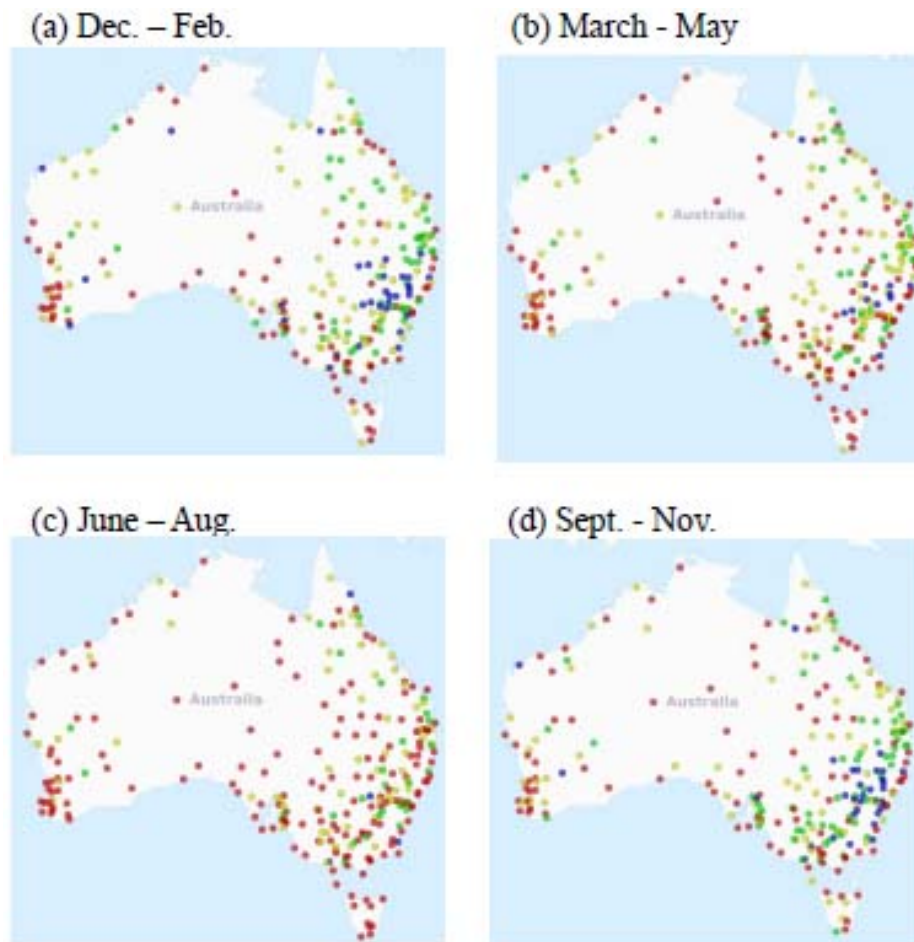 (a) Dec. – Feb.
(b) March - May
Australia
Australia
(c) June – Aug.
(d) Sept. - Nov.
Australia
Australia